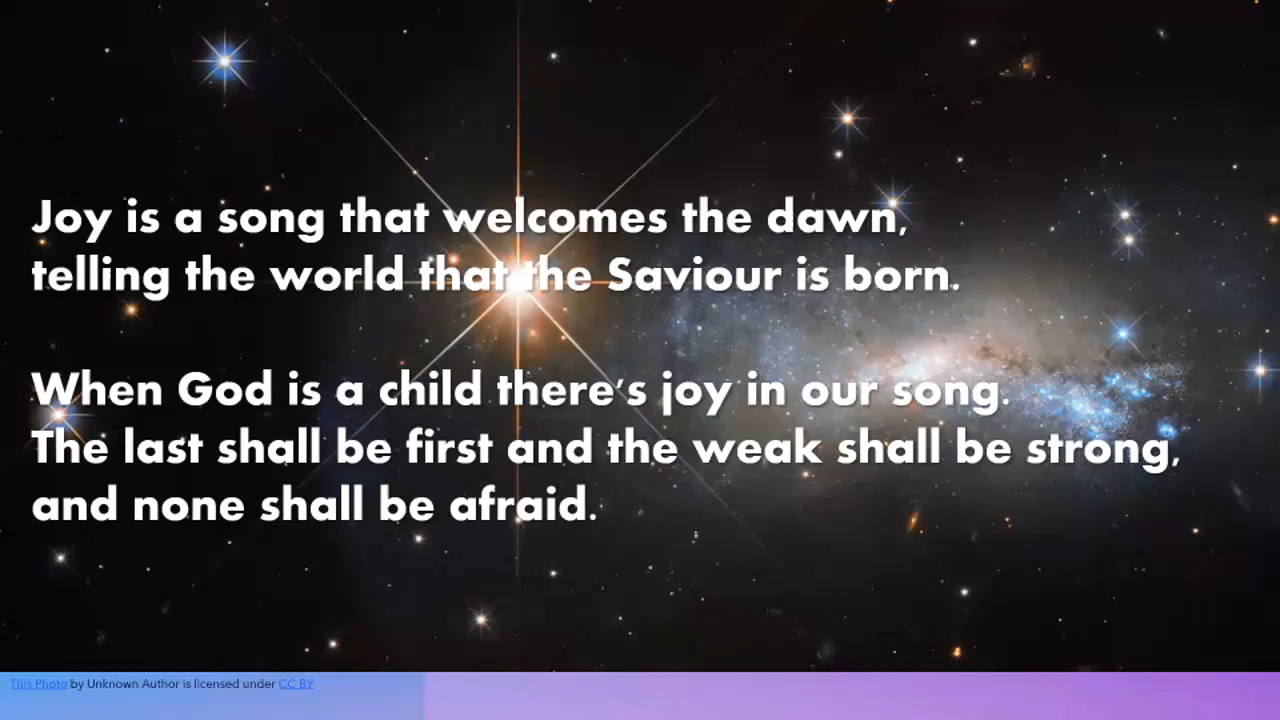 Joy is a song that welcomes the dawn,
telling the world that the Saviour is born.
When God is a child there's joy in our song.
The last shall be first and the weak shall be strong,
and none shall be afraid.
This Photo by Unknown Author is licensed under CC BY